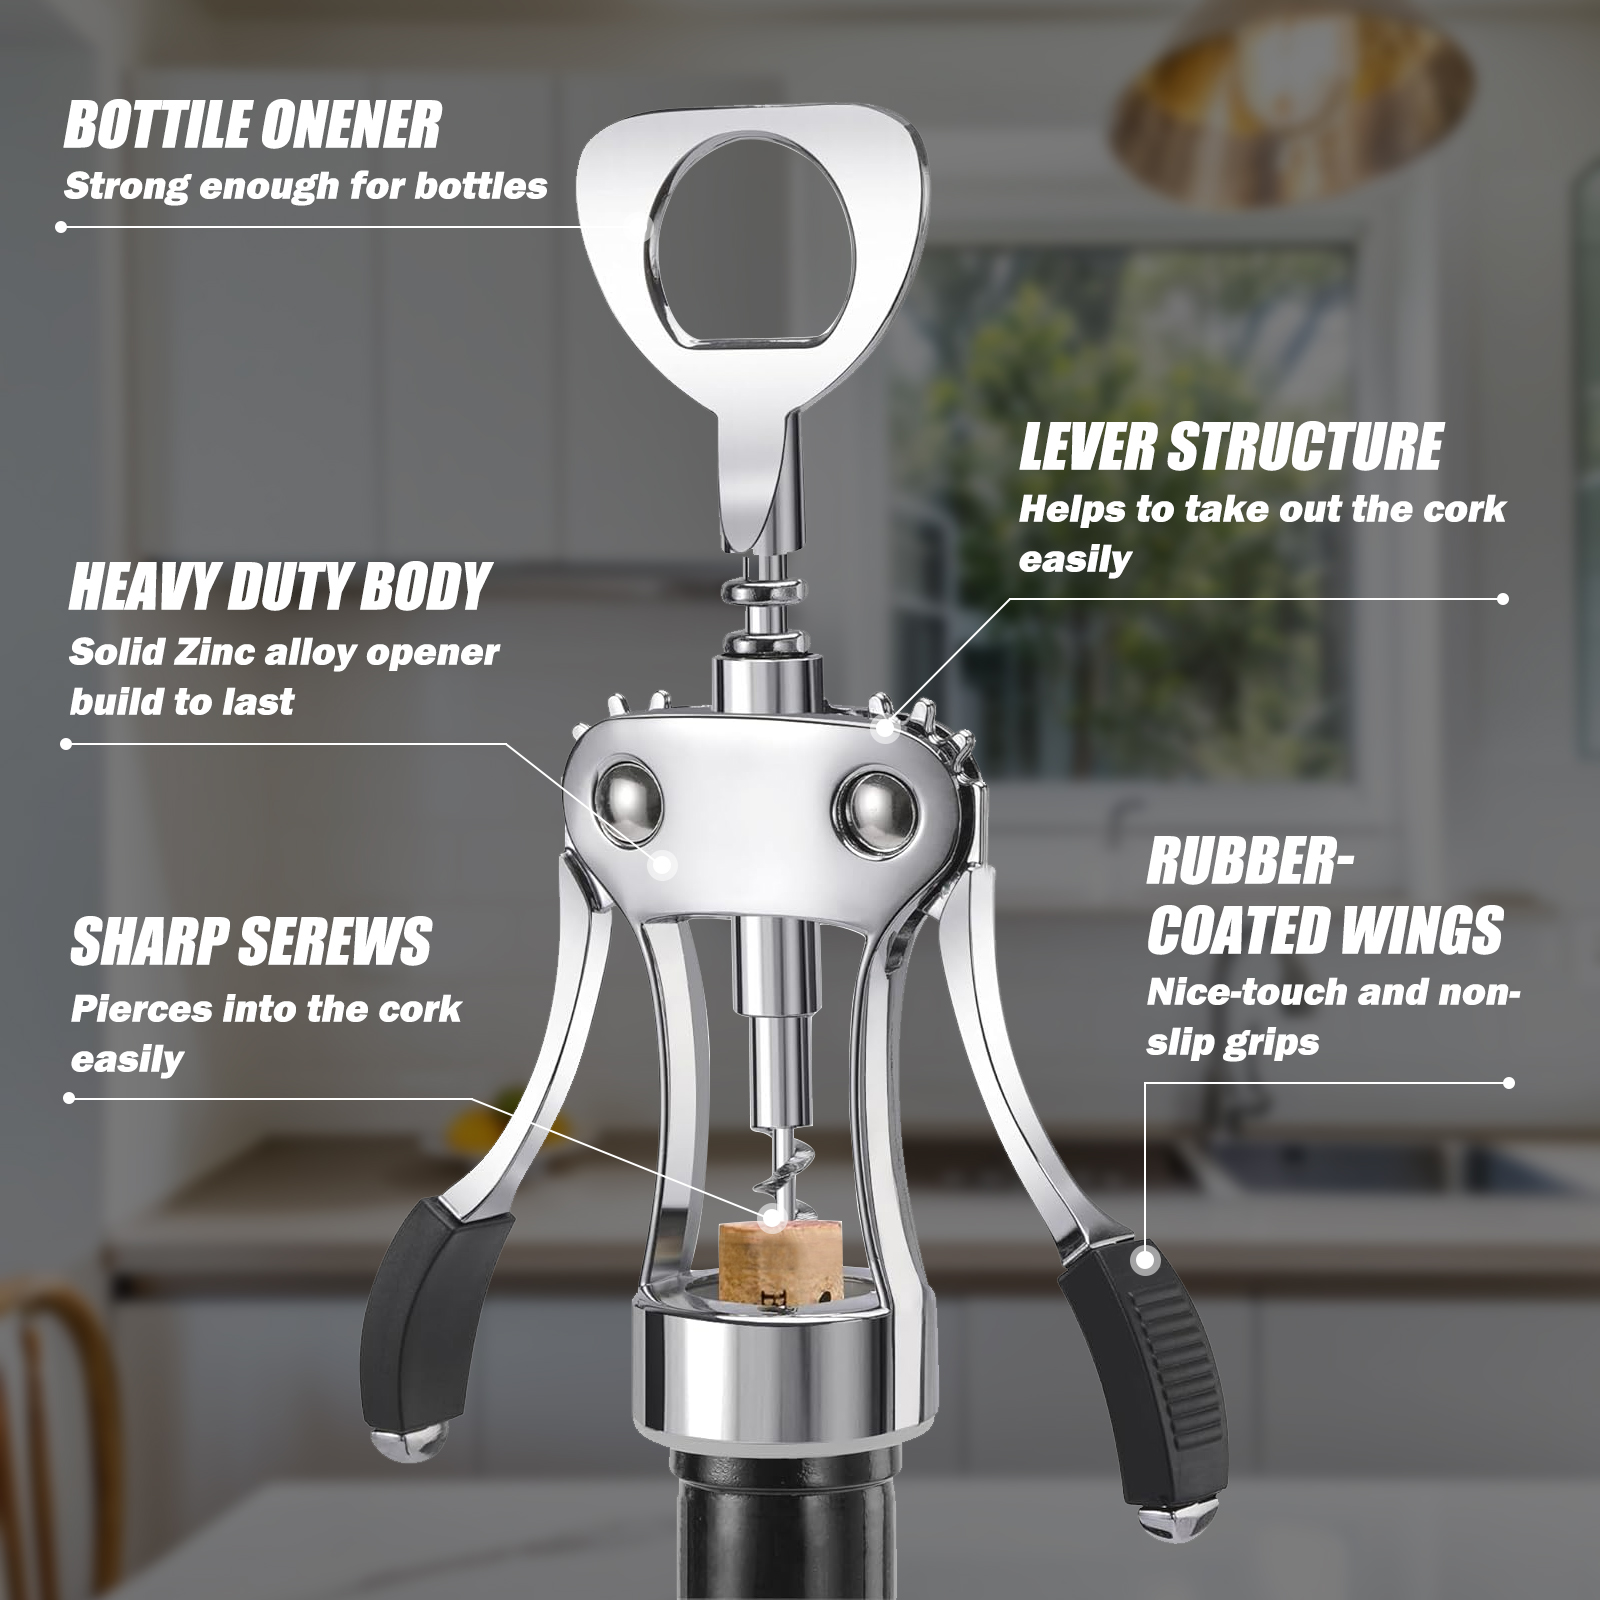 BOTTILE ONENER
Strong enough for bottles
LEVER STRUCTURE
Helps to take out the cork
easily
HEAVY DUTY BODY
Solid Zinc alloy opener
build to last
RUBBER-
COATED WINGS
Nice-touch and non-
slip grips
SHARP SEREWS
Pierces into the cork
easily